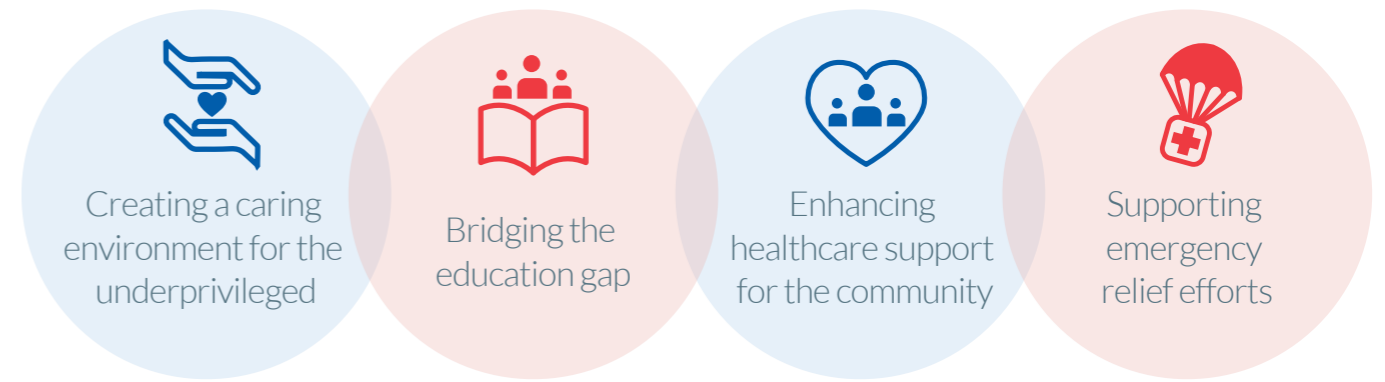 Creating a caring
environment for the
underprivileged
Bridging the
education gap
Enhancing
healthcare support
for the community
Supporting
emergency
relief efforts